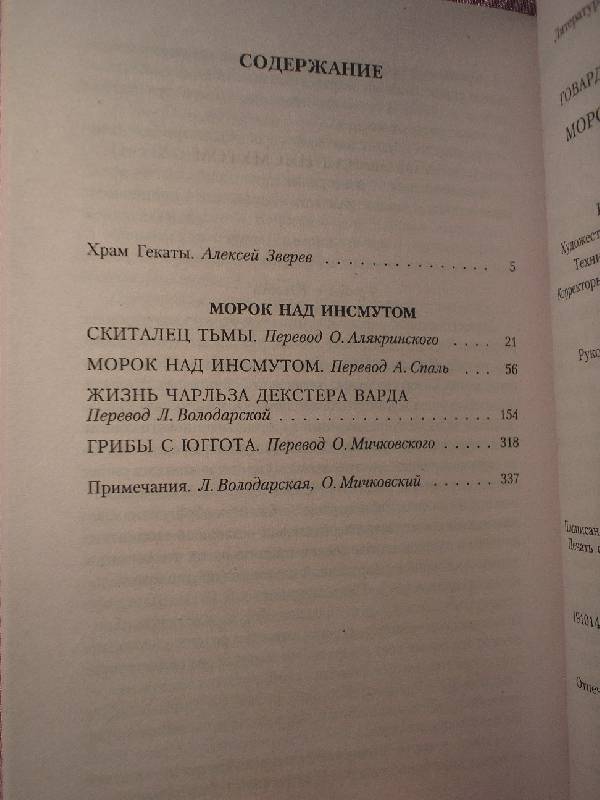 СОДЕРЖАНИЕ
Храм Гекаты. Алексей Зверев . . . . . . . . . . . . . . . 5
МОРОК НАД ИНСМУТОМ
СКИТАЛЕЦ ТЬМЫ. Перевод О. Алякринского . . . . 21
МОРОК НАД ИНСМУТОМ. Перевод А. Спаль . . . 56
ЖИЗНЬ ЧАРЛЬЗА ДЕКСТЕРА ВАРДА
Перевод Л. Володарской . . . . . . . . . . . . . . . . . . 154
ГРИБЫ С ЮГГОТА. Перевод О. Мичковского . . . . 318
Примечания. Л. Володарская, О. Мичковский . . . . . . 337